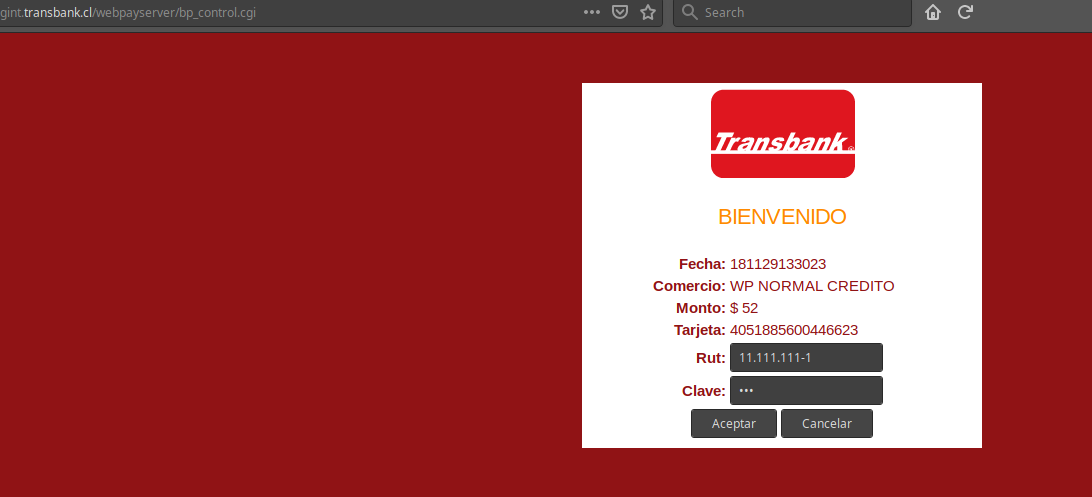 gint.transbank.cl/webpayserver/bp_control.cgi
Search
Transbank®
BIENVENIDO
Fecha: 181129133023
Comercio: WP NORMAL CREDITO
Monto: $ 52
Tarjeta: 4051885600446623
Rut: 11.111.111-1
Clave: •••
Aceptar Cancelar